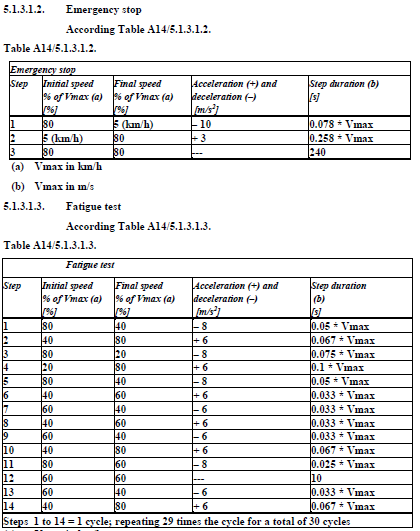 5.1.3.1.2. Emergency stop
According Table A14/5.1.3.1.2.
Table A14/5.1.3.1.2.
Emergency stop
Step Initial speed Final speed Acceleration (+) and Step duration (b)
% of Vmax (a) % of Vmax (a) deceleration (–) [s]
[%] [%] [m/s²]
1 80 5 (km/h) – 10 0.078 * Vmax
2 5 (km/h) 80 + 3 0.258 * Vmax
3 80 80 --- 240
(a) Vmax in km/h
(b) Vmax in m/s
5.1.3.1.3. Fatigue test
According Table A14/5.1.3.1.3.
Table A14/5.1.3.1.3.
Fatigue test
Step Initial speed Final speed Acceleration (+) and Step duration
% of Vmax (a) % of Vmax (a) deceleration (–) (b)
[%] [%] [m/s²] [s]
1 80 40 – 8 0.05 * Vmax
2 40 80 + 6 0.067 * Vmax
3 80 20 – 8 0.075 * Vmax
4 20 80 + 6 0.1 * Vmax
5 80 40 – 8 0.05 * Vmax
6 40 60 + 6 0.033 * Vmax
7 60 40 – 6 0.033 * Vmax
8 40 60 + 6 0.033 * Vmax
9 60 40 – 6 0.033 * Vmax
10 40 80 + 6 0.067 * Vmax
11 80 60 – 8 0.025 * Vmax
12 60 60 --- 10
13 60 40 – 6 0.033 * Vmax
14 40 80 + 6 0.067 * Vmax
Steps 1 to 14 = 1 cycle; repeating 29 times the cycle for a total of 30 cycles